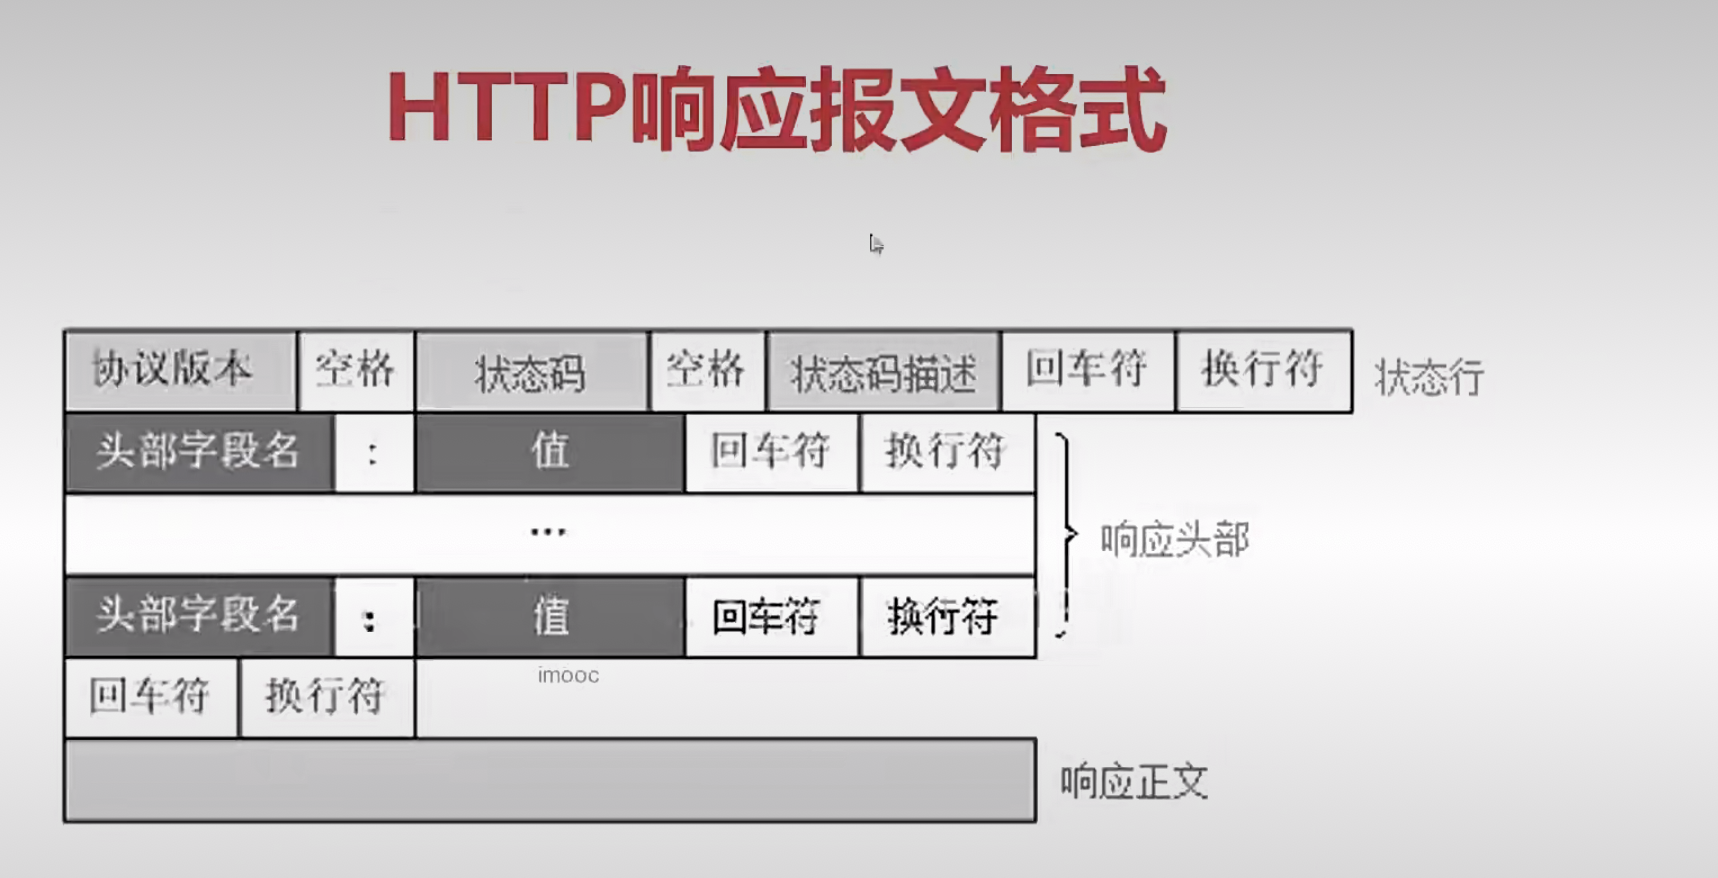 HTTP响应报文格式
协议版本 空格 状态码 空格 状态码描述 回车符 换行符 状态行
头部字段名 : 值 回车符 换行符
...
响应头部
头部字段名 : 值 回车符 换行符
imooc
回车符 换行符
响应正文